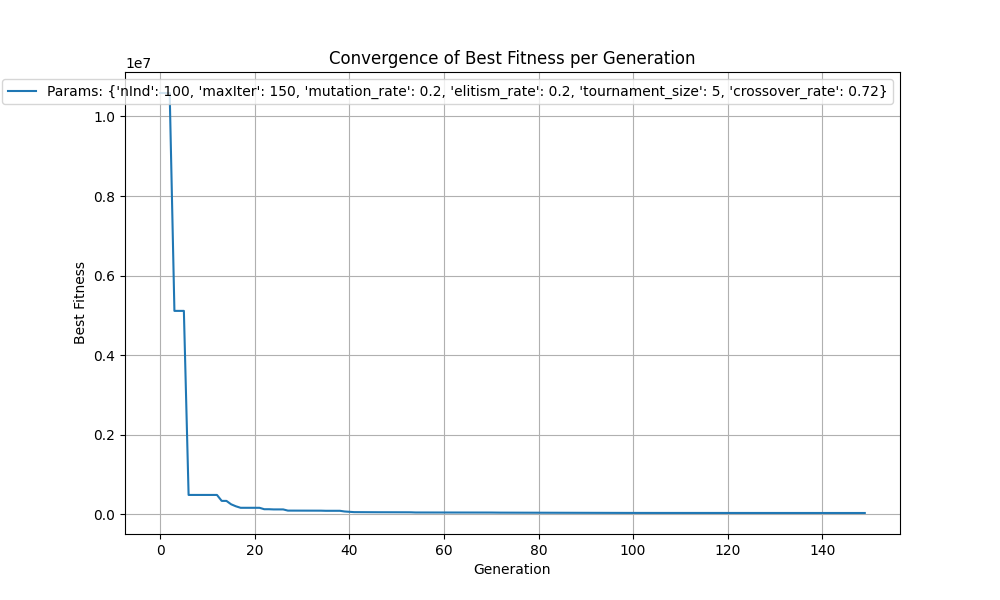 Convergence of Best Fitness per Generation
1e7
Params: {'nInd': 100, 'maxIter': 150, 'mutation_rate': 0.2, 'elitism_rate': 0.2, 'tournament_size': 5, 'crossover_rate': 0.72}
1.0
0.8
0.6
0.4
0.2
0.0
Best Fitness
0 20 40 60 80 100 120 140
Generation